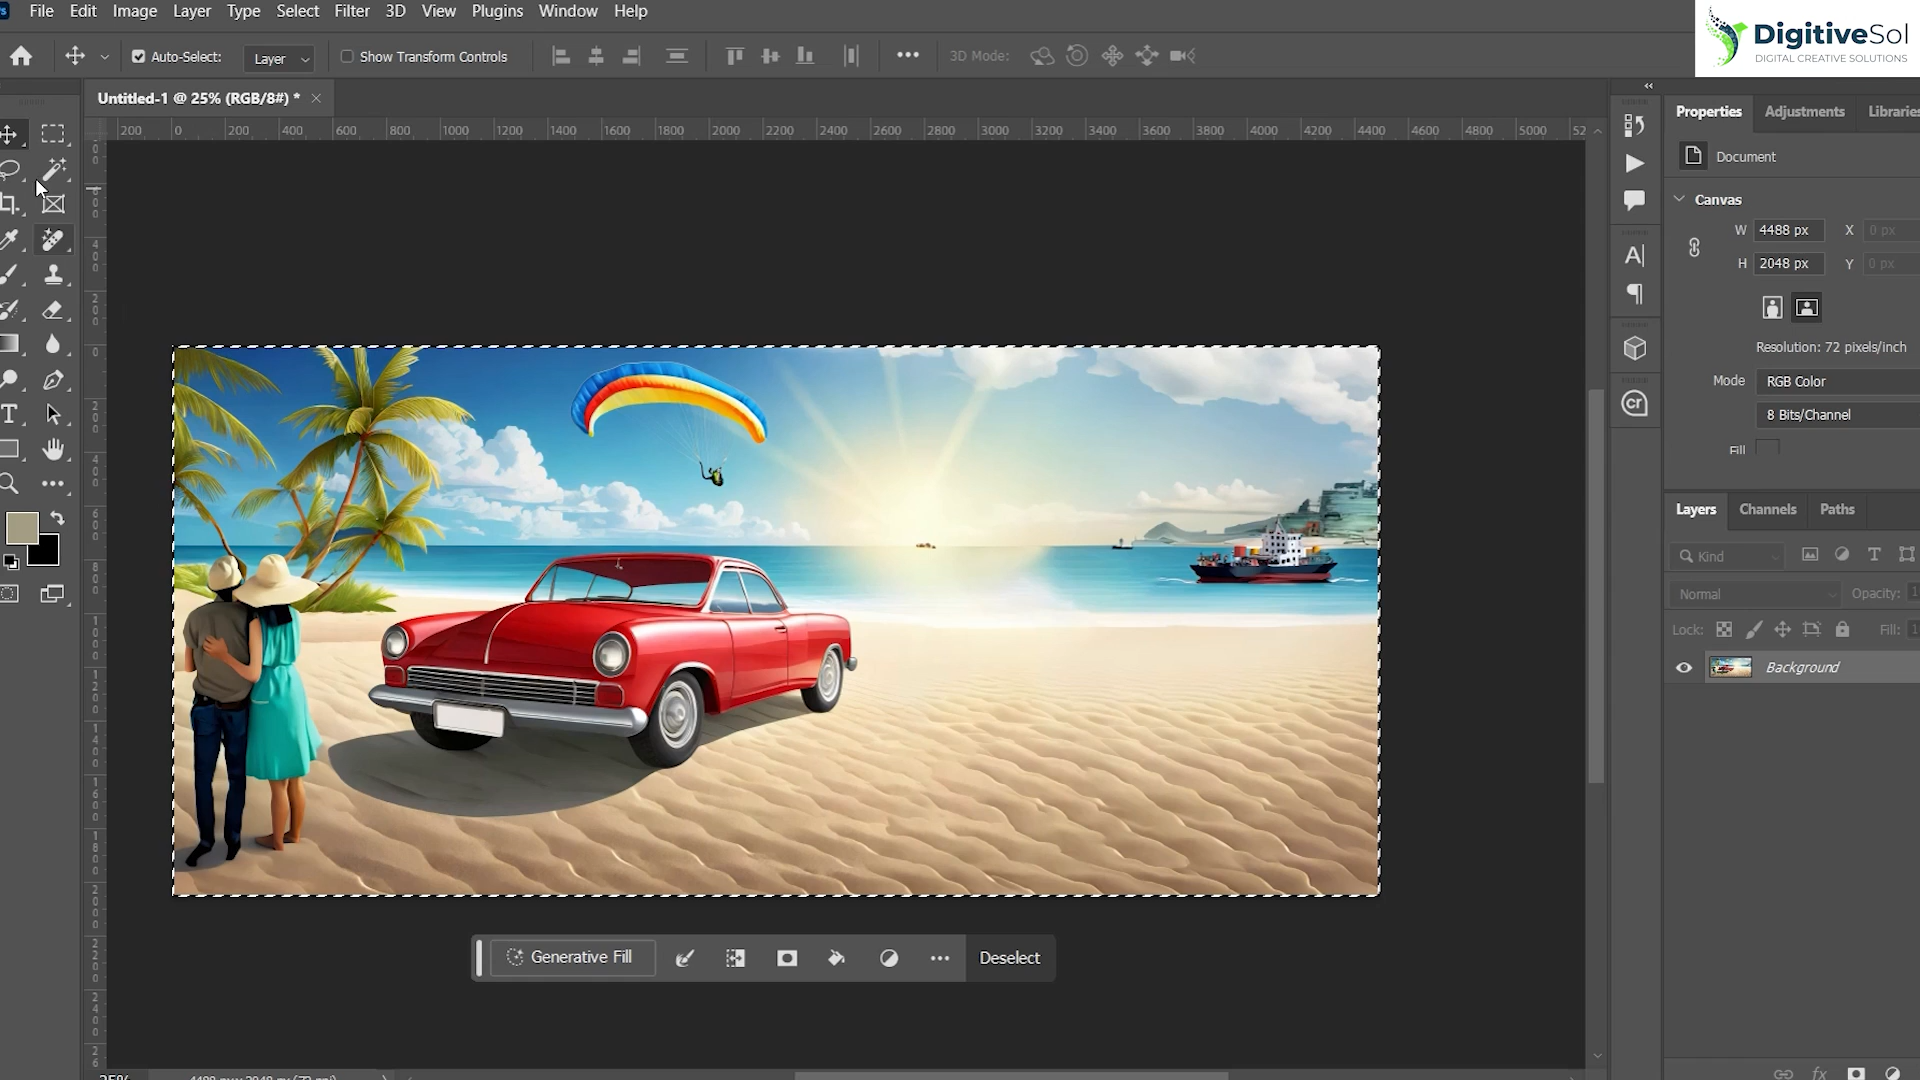 File Edit Image Layer Type Select Filter 3D View Plugins Window Help
DigitiveSol
DIGITAL CREATIVE SOLUTIONS
Auto-Select: Layer Show Transform Controls 3D Mode:
Untitled-1 @ 25% (RGB/8#) *
200 0 200 400 600 800 1000 1200 1400 1600 1800 2000 2200 2400 2600 2800 3000 3200 3400 3600 3800 4000 4200 4400 4600 4800 5000 52
Properties Adjustments Libraries
Document
Canvas
W 4488 px X 0 px
H 2048 px Y 0 px
Resolution: 72 pixels/inch
Mode RGB Color
8 Bits/Channel
Fill
Layers Channels Paths
Kind
Normal Opacity:
Lock: Fill:
Background
Generative Fill Deselect
25%